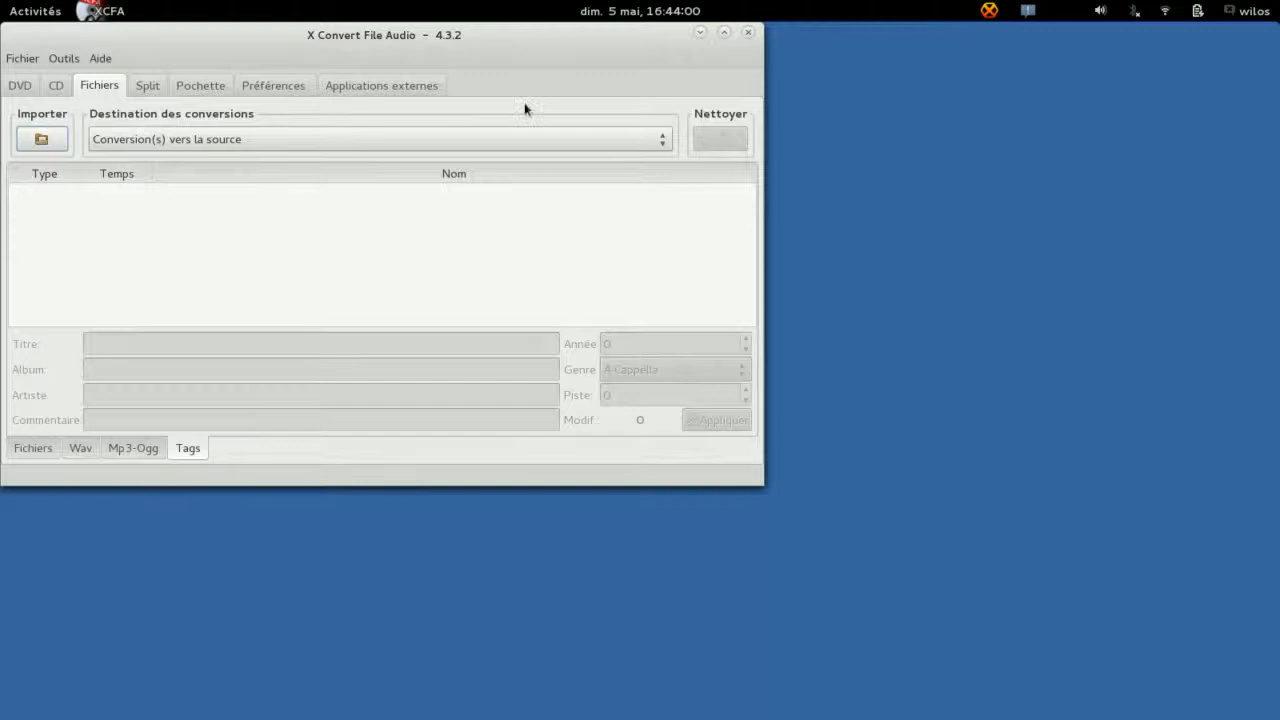 Activités XCFA dim. 5 mai, 16:44:00 wilos
X Convert File Audio - 4.3.2
Fichier Outils Aide
DVD CD Fichiers Split Pochette Préférences Applications externes
Importer Destination des conversions Nettoyer
Conversion(s) vers la source
Type Temps Nom
Titre: Année 0
Album: Genre A Cappella
Artiste Piste: 0
Commentaire Modif.: 0 Appliquer
Fichiers Wav Mp3-Ogg Tags